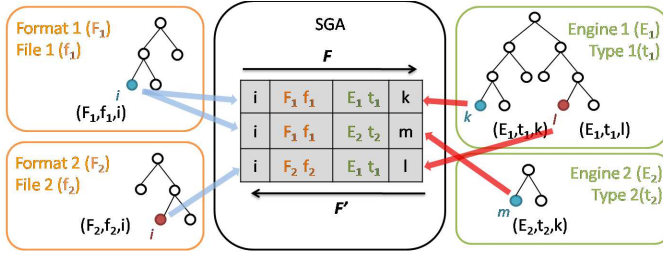 Format 1 (F₁)
File 1 (f₁)
i
(F₁,f₁,i)
Format 2 (F₂)
File 2 (f₂)
i
(F₂,f₂,i)
SGA
F
i F₁ f₁ E₁ t₁ k
i F₁ f₁ E₂ t₂ m
i F₂ f₂ E₁ t₁ l
F'
Engine 1 (E₁)
Type 1(t₁)
k
l
(E₁,t₁,k) (E₁,t₁,l)
Engine 2 (E₂)
Type 2(t₂)
m
(E₂,t₂,k)